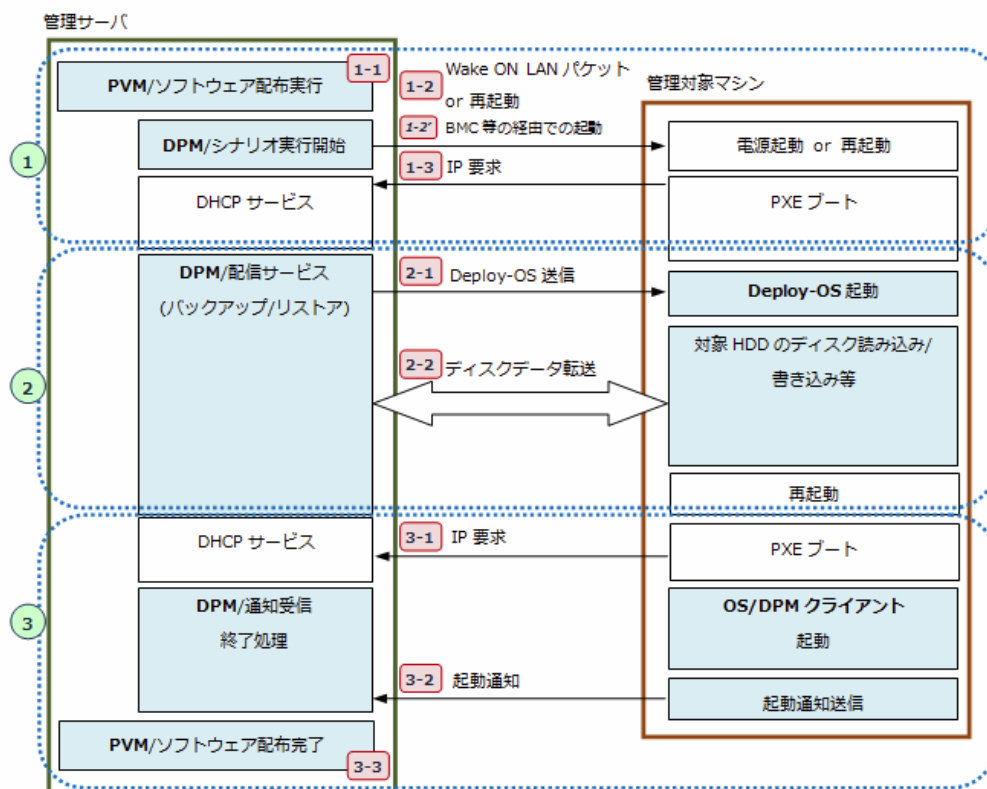 管理サーバ
PVM/ソフトウェア配布実行
1-1
1-2
Wake ON LAN パケット
or 再起動
管理対象マシン
1-2'
BMC 等の経由での起動
DPM/シナリオ実行開始
電源起動 or 再起動
1
1-3
IP 要求
DHCP サービス
PXE ブート
DPM/配信サービス
(バックアップ/リストア)
2-1
Deploy-OS 送信
Deploy-OS 起動
対象 HDD のディスク読み込み/
書き込み等
2-2
ディスクデータ転送
2
再起動
DHCP サービス
3-1
IP 要求
PXE ブート
DPM/通知受信
終了処理
OS/DPM クライアント
起動
3
3-2
起動通知
起動通知送信
PVM/ソフトウェア配布完了
3-3